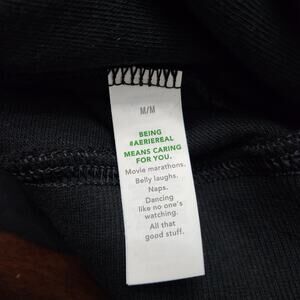 M/M
BEING
#AERIEREAL
MEANS CARING
FOR YOU.
Movie marathons.
Belly laughs.
Naps.
Dancing
like no one's
watching.
All that
good stuff.